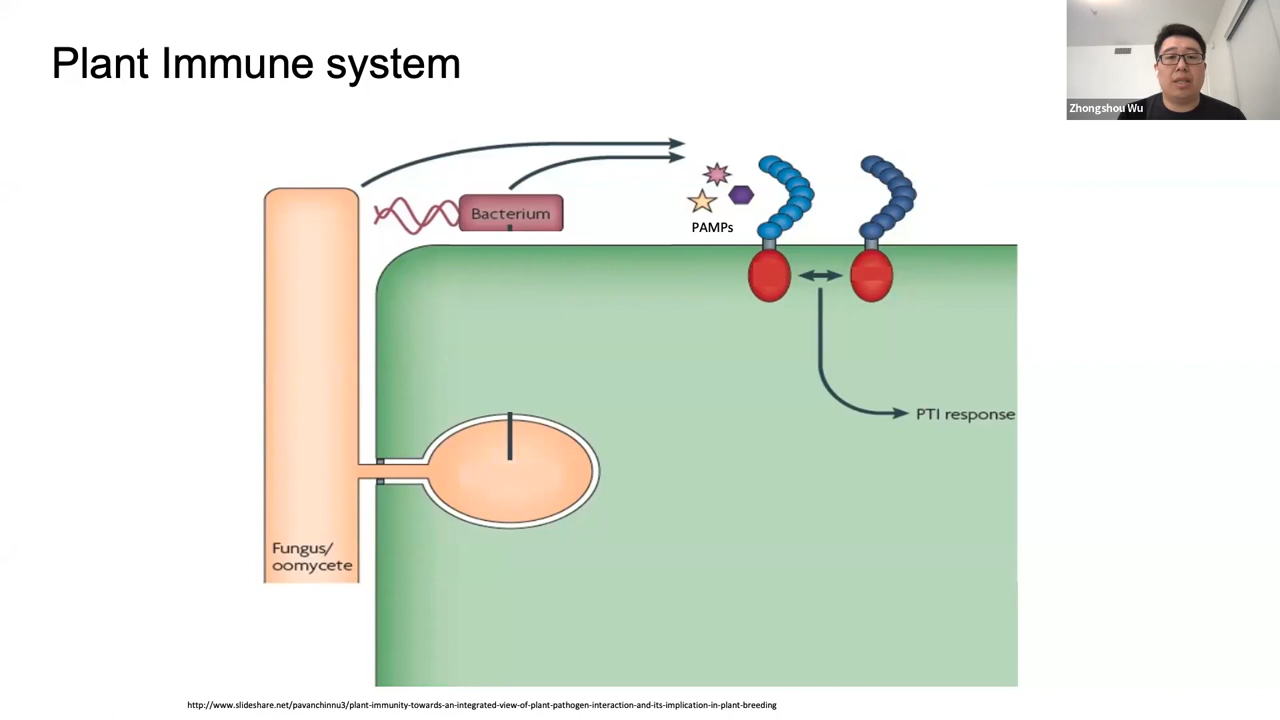 Plant Immune system
Zhongshou Wu
Bacterium
PAMPs
PTI response
Fungus/
oomycete
http://www.slideshare.net/pavanchinnu3/plant-immunity-towards-an-integrated-view-of-plant-pathogen-interaction-and-its-implication-in-plant-breeding